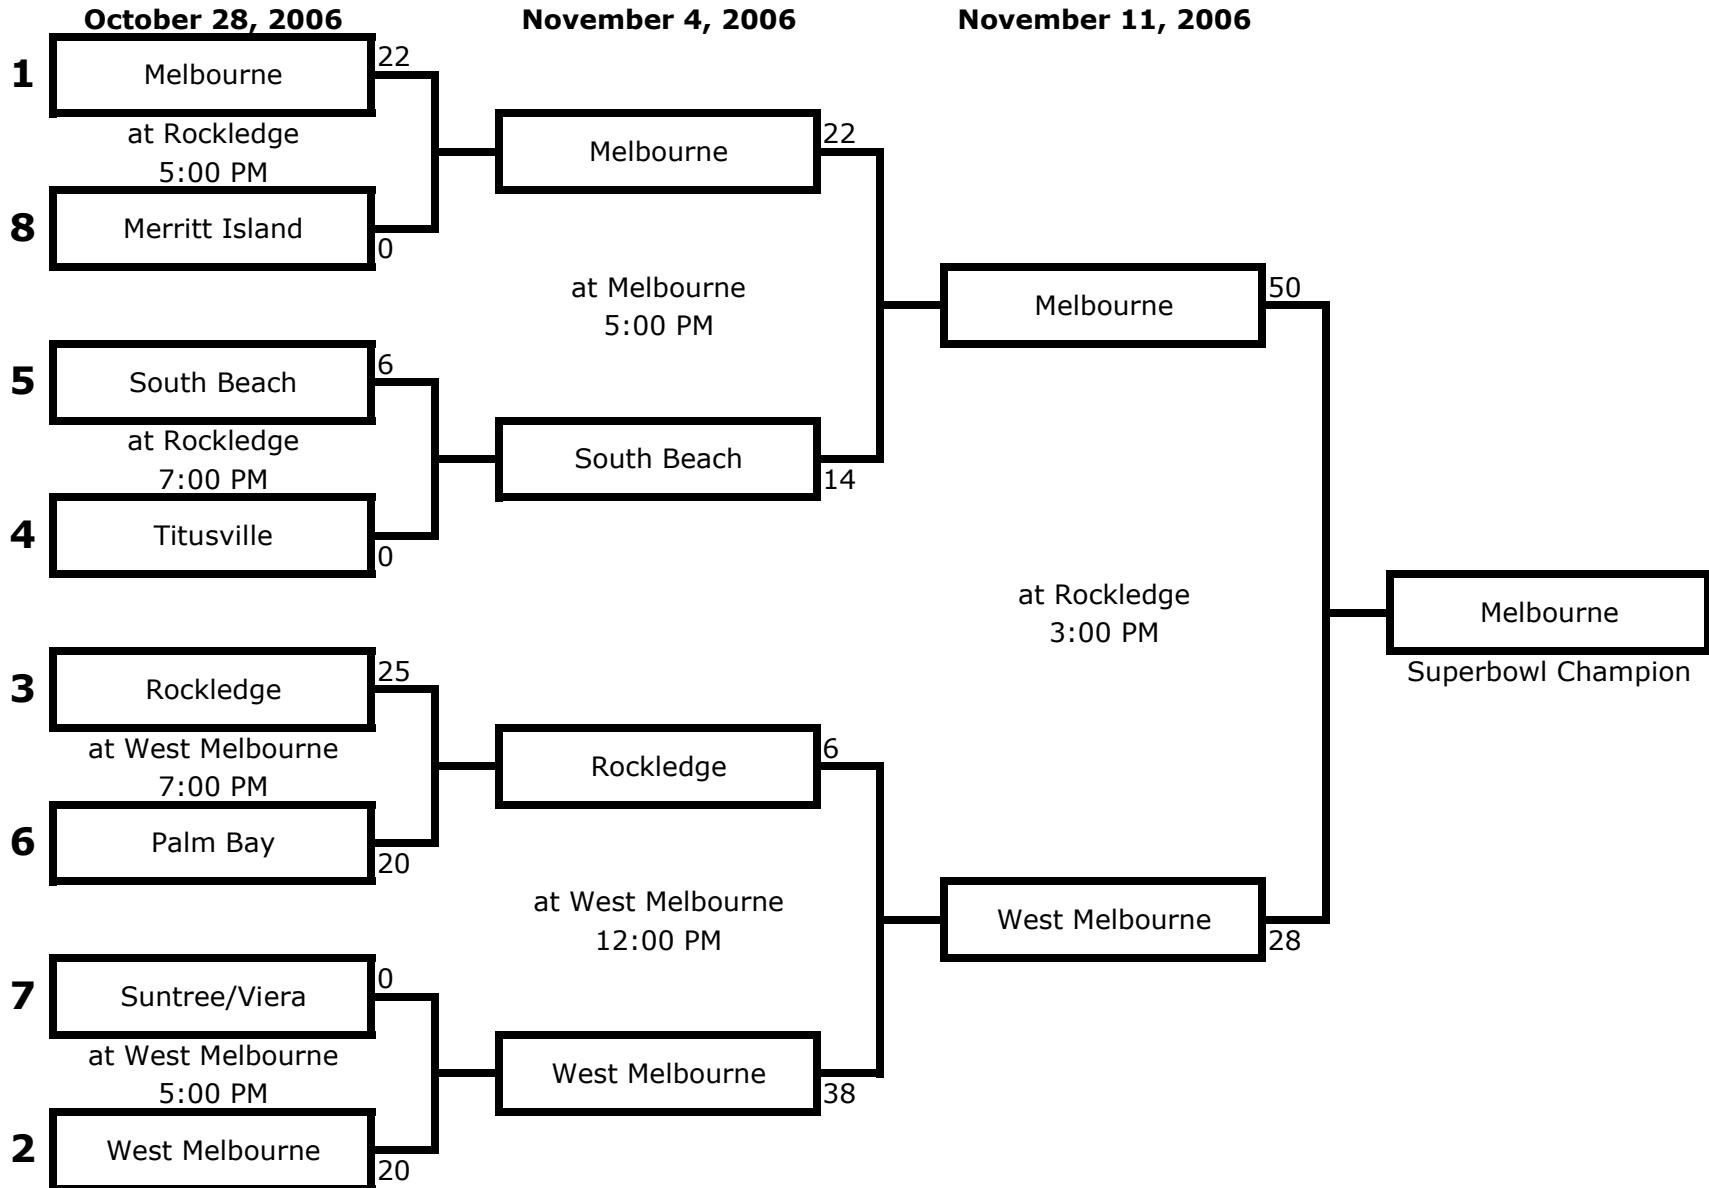 October 28, 2006 November 4, 2006 November 11, 2006
1 Melbourne 22
at Rockledge
5:00 PM
8 Merritt Island 0
5 South Beach 6
at Rockledge
7:00 PM
4 Titusville 0
3 Rockledge 25
at West Melbourne
7:00 PM
6 Palm Bay 20
7 Suntree/Viera 0
at West Melbourne
5:00 PM
2 West Melbourne 20
Melbourne 22
at Melbourne
5:00 PM
South Beach 14
Rockledge 6
at West Melbourne
12:00 PM
West Melbourne 38
Melbourne 50
at Rockledge
3:00 PM
West Melbourne 28
Melbourne
Superbowl Champion